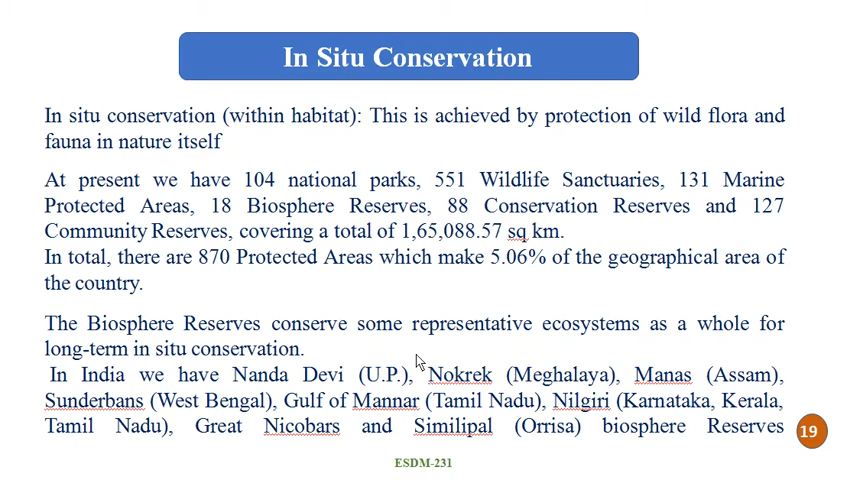 In Situ Conservation
In situ conservation (within habitat): This is achieved by protection of wild flora and
fauna in nature itself
At present we have 104 national parks, 551 Wildlife Sanctuaries, 131 Marine
Protected Areas, 18 Biosphere Reserves, 88 Conservation Reserves and 127
Community Reserves, covering a total of 1,65,088.57 sq km.
In total, there are 870 Protected Areas which make 5.06% of the geographical area of
the country.
The Biosphere Reserves conserve some representative ecosystems as a whole for
long-term in situ conservation.
In India we have Nanda Devi (U.P.), Nokrek (Meghalaya), Manas (Assam),
Sunderbans (West Bengal), Gulf of Mannar (Tamil Nadu), Nilgiri (Karnataka, Kerala,
Tamil Nadu), Great Nicobars and Similipal (Orrisa) biosphere Reserves
19
ESDM-231